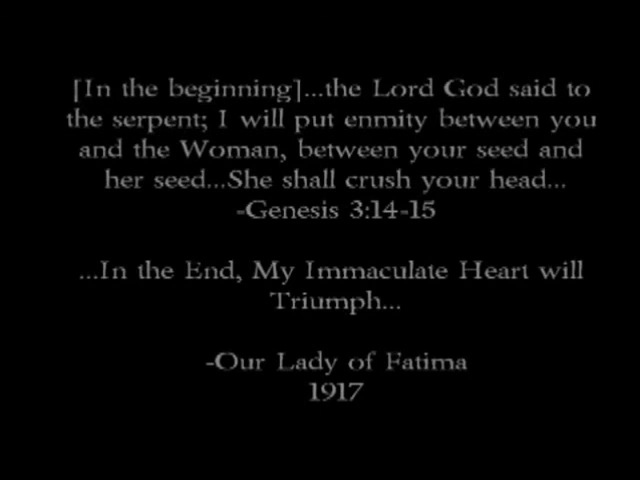 [In the beginning]...the Lord God said to
the serpent; I will put enmity between you
and the Woman, between your seed and
her seed...She shall crush your head...
-Genesis 3:14-15
...In the End, My Immaculate Heart will
Triumph...
-Our Lady of Fatima
1917